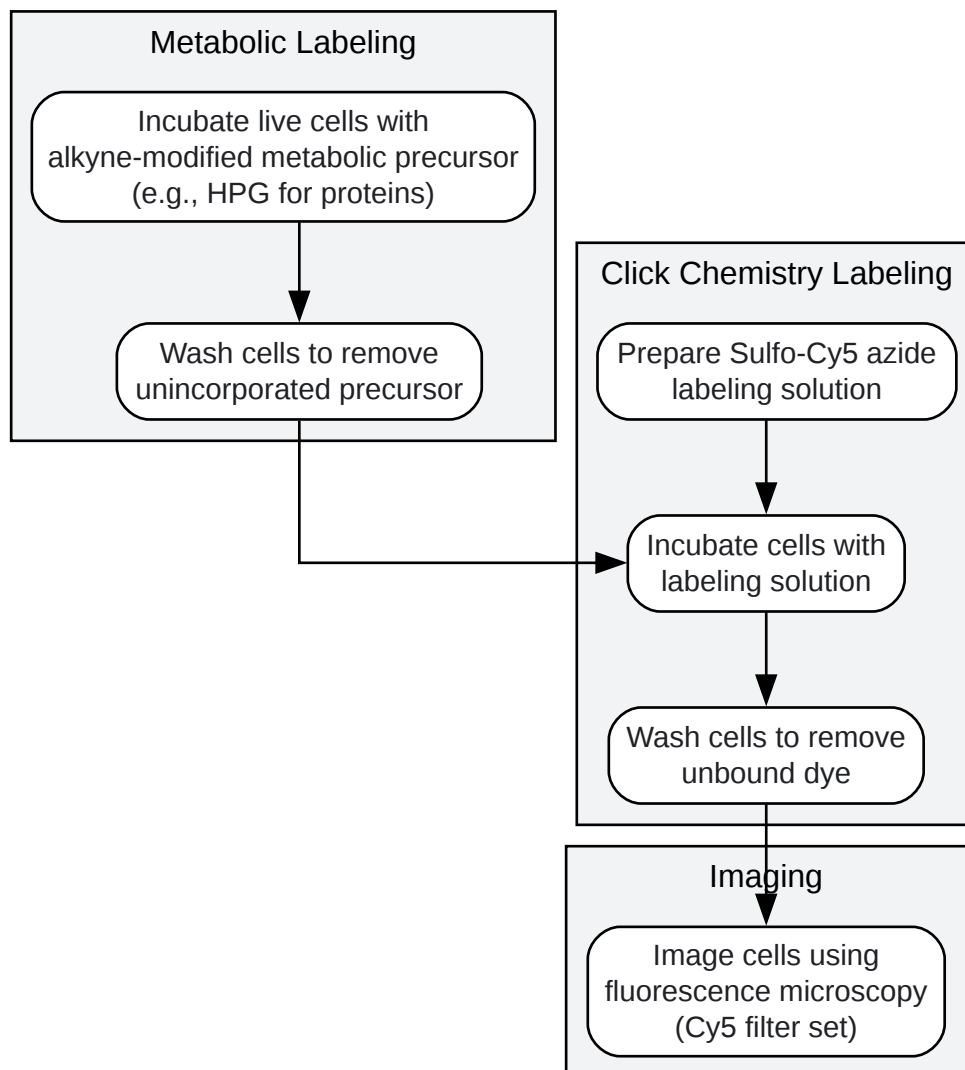 Metabolic Labeling
Incubate live cells with
alkyne-modified metabolic precursor
(e.g., HPG for proteins)
Wash cells to remove
unincorporated precursor
Click Chemistry Labeling
Prepare Sulfo-Cy5 azide
labeling solution
Incubate cells with
labeling solution
Wash cells to remove
unbound dye
Imaging
Image cells using
fluorescence microscopy
(Cy5 filter set)